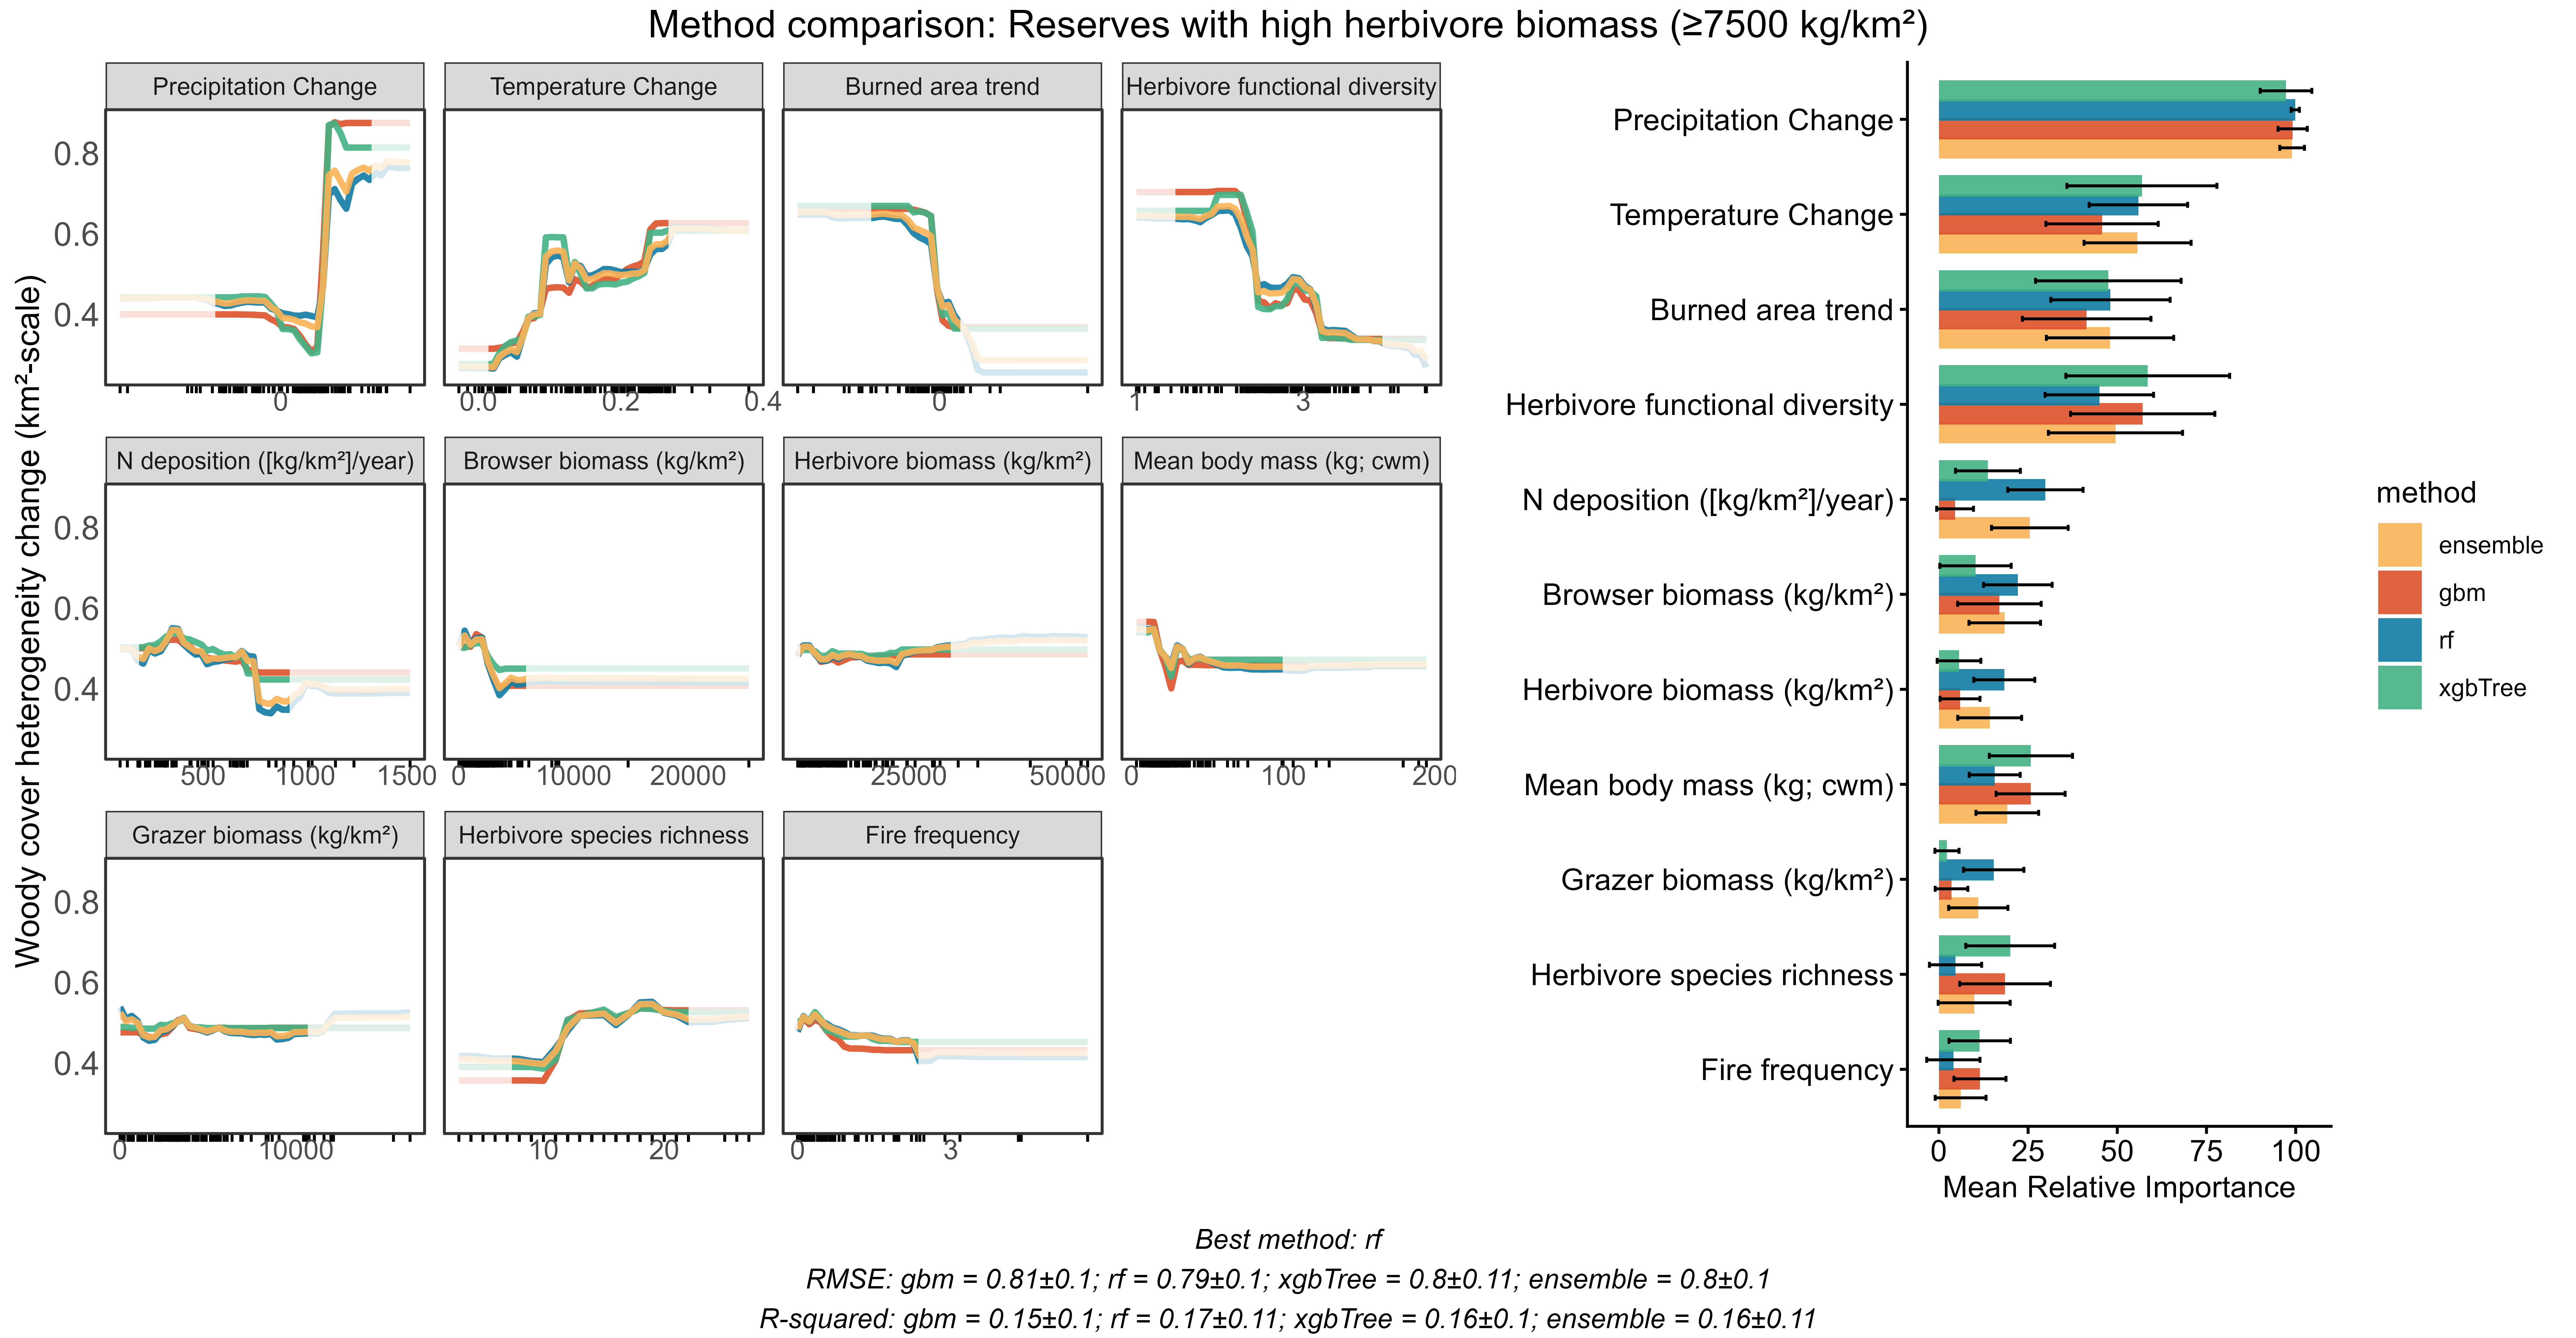 Method comparison: Reserves with high herbivore biomass (≥7500 kg/km²)
Woody cover heterogeneity change (km²-scale)
Precipitation Change
Temperature Change
Burned area trend
Herbivore functional diversity
0.8
0.6
0.4
0
0.0
0.2
0.4
0
1
3
N deposition ([kg/km²]/year)
Browser biomass (kg/km²)
Herbivore biomass (kg/km²)
Mean body mass (kg; cwm)
0.8
0.6
0.4
500
1000
1500
0
10000
20000
25000
50000
0
100
200
Grazer biomass (kg/km²)
Herbivore species richness
Fire frequency
0.8
0.6
0.4
0
10000
10
20
0
3
Precipitation Change
Temperature Change
Burned area trend
Herbivore functional diversity
N deposition ([kg/km²]/year)
Browser biomass (kg/km²)
Herbivore biomass (kg/km²)
Mean body mass (kg; cwm)
Grazer biomass (kg/km²)
Herbivore species richness
Fire frequency
0
25
50
75
100
Mean Relative Importance
method
ensemble
gbm
rf
xgbTree
Best method: rf
RMSE: gbm = 0.81±0.1; rf = 0.79±0.1; xgbTree = 0.8±0.11; ensemble = 0.8±0.1
R-squared: gbm = 0.15±0.1; rf = 0.17±0.11; xgbTree = 0.16±0.1; ensemble = 0.16±0.11